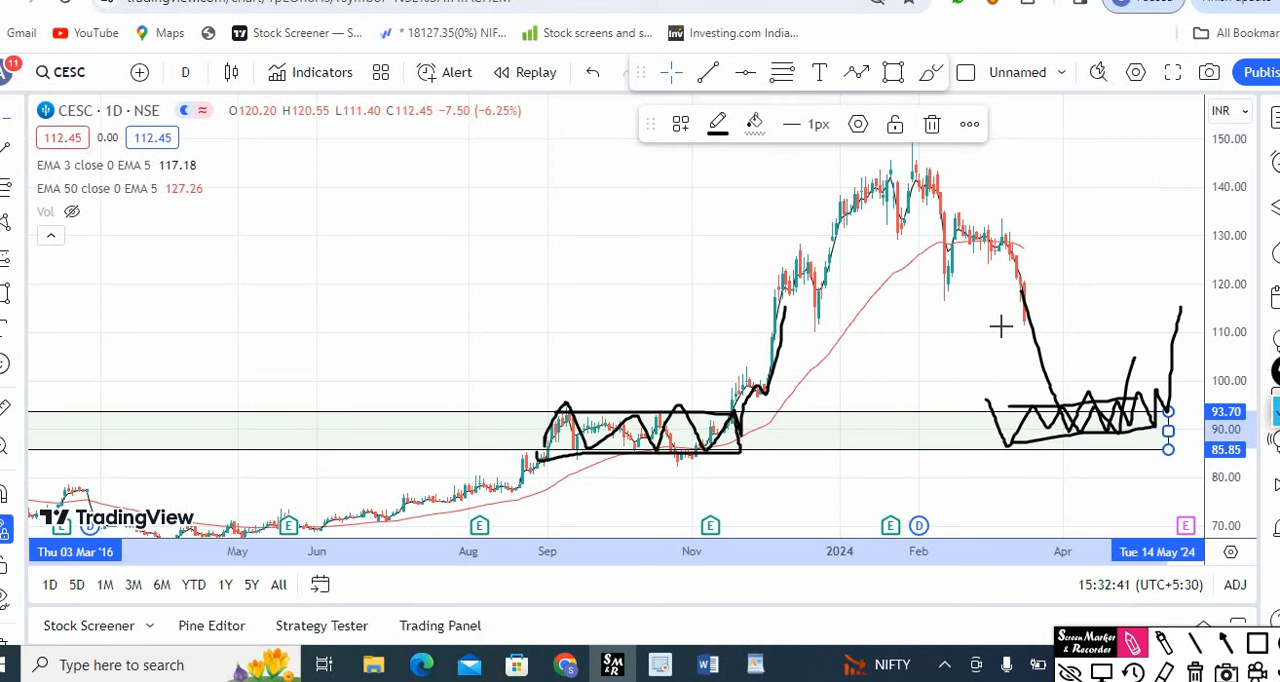 Gmail YouTube Maps Stock Screener — S... * 18127.35(0%) NIF... Stock screens and s... Inv Investing.com India... All Bookmar
11
CESC D Indicators Alert Replay T Unnamed Publis
CESC · 1D · NSE O120.20 H120.55 L111.40 C112.45 −7.50 (−6.25%) INR
1px
112.45 0.00 112.45
EMA 3 close 0 EMA 5 117.18
EMA 50 close 0 EMA 5 127.26
Vol
150.00
140.00
130.00
120.00
110.00
100.00
93.70
90.00
85.85
80.00
70.00
TradingView
E D E E E E D E
Thu 03 Mar '16 May Jun Aug Sep Nov 2024 Feb Apr Tue 14 May '24
1D 5D 1M 3M 6M YTD 1Y 5Y All 15:32:41 (UTC+5:30) ADJ
Stock Screener Pine Editor Strategy Tester Trading Panel
Screen Marker
& Recorder
Type here to search SM &R NIFTY